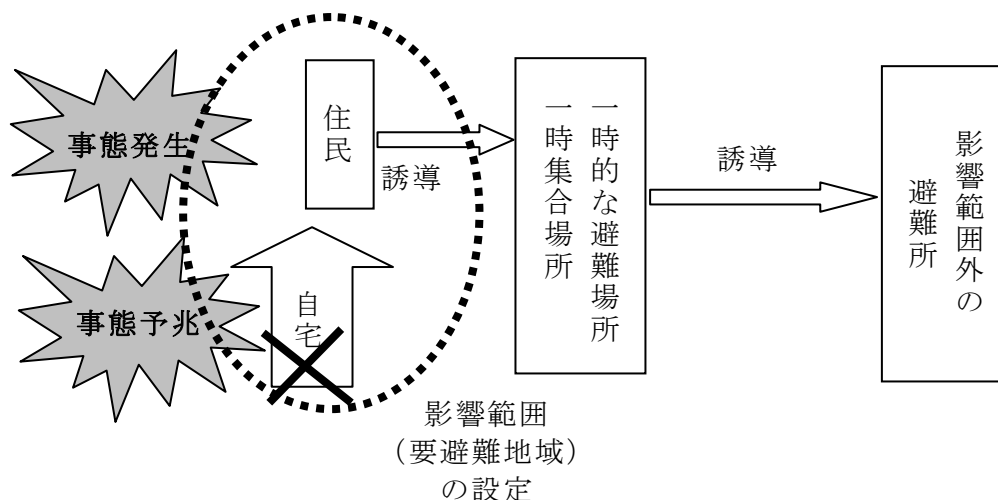 事態発生
住民
誘導
一時的な避難場所
一時集合場所
誘導
影響範囲外の
避難所
事態予兆
自宅
影響範囲
（要避難地域）
の設定